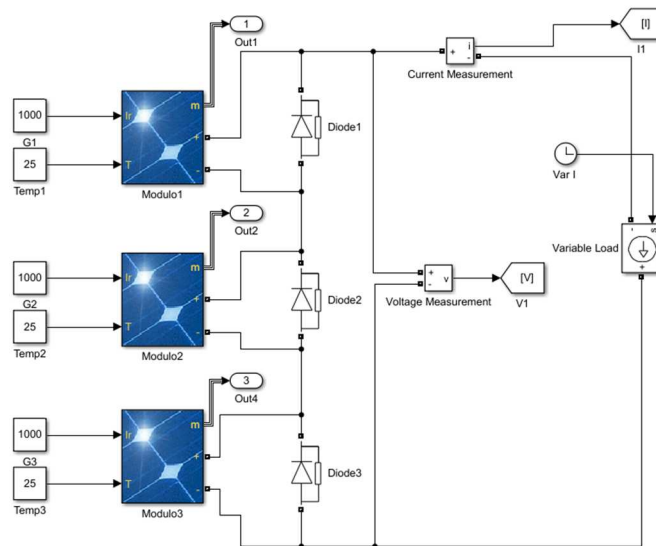 1
Out1
[I]
I1
+
i
-
Current Measurement
1000
G1
25
Temp1
Ir
T
m
+
-
Modulo1
Diode1
Var I
2
Out2
-
s
+
Variable Load
1000
G2
25
Temp2
Ir
T
m
+
-
Modulo2
Diode2
+
-
v
Voltage Measurement
[V]
V1
3
Out4
1000
G3
25
Temp3
Ir
T
m
+
-
Modulo3
Diode3